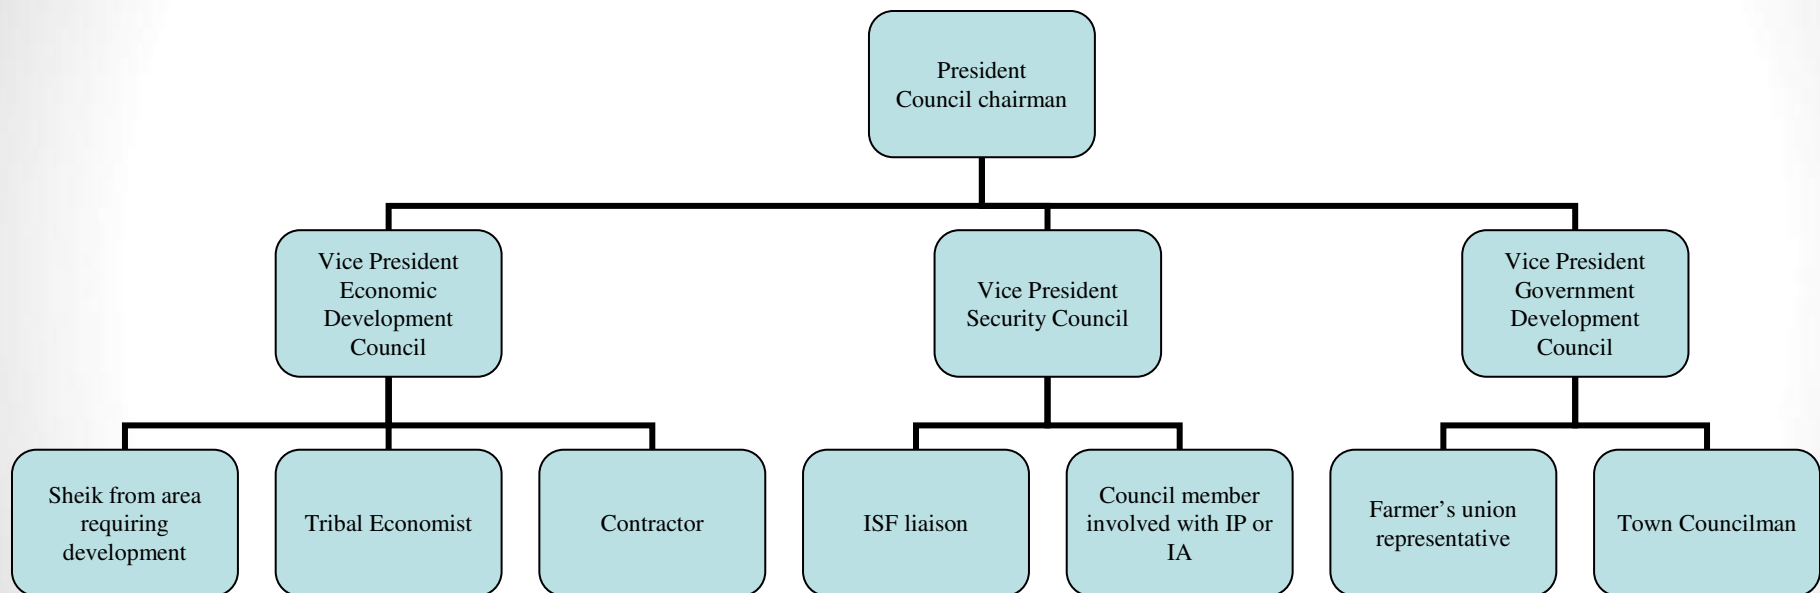 President
Council chairman
Vice President
Economic
Development
Council
Vice President
Security Council
Vice President
Government
Development
Council
Sheik from area
requiring
development
Tribal Economist
Contractor
ISF liaison
Council member
involved with IP or
IA
Farmer’s union
representative
Town Councilman